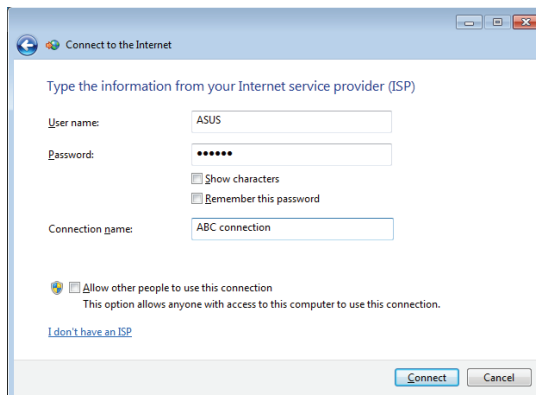 Connect to the Internet
Type the information from your Internet service provider (ISP)
User name: ASUS
Password: ••••••
Show characters
Remember this password
Connection name: ABC connection
Allow other people to use this connection
This option allows anyone with access to this computer to use this connection.
I don't have an ISP
Connect Cancel